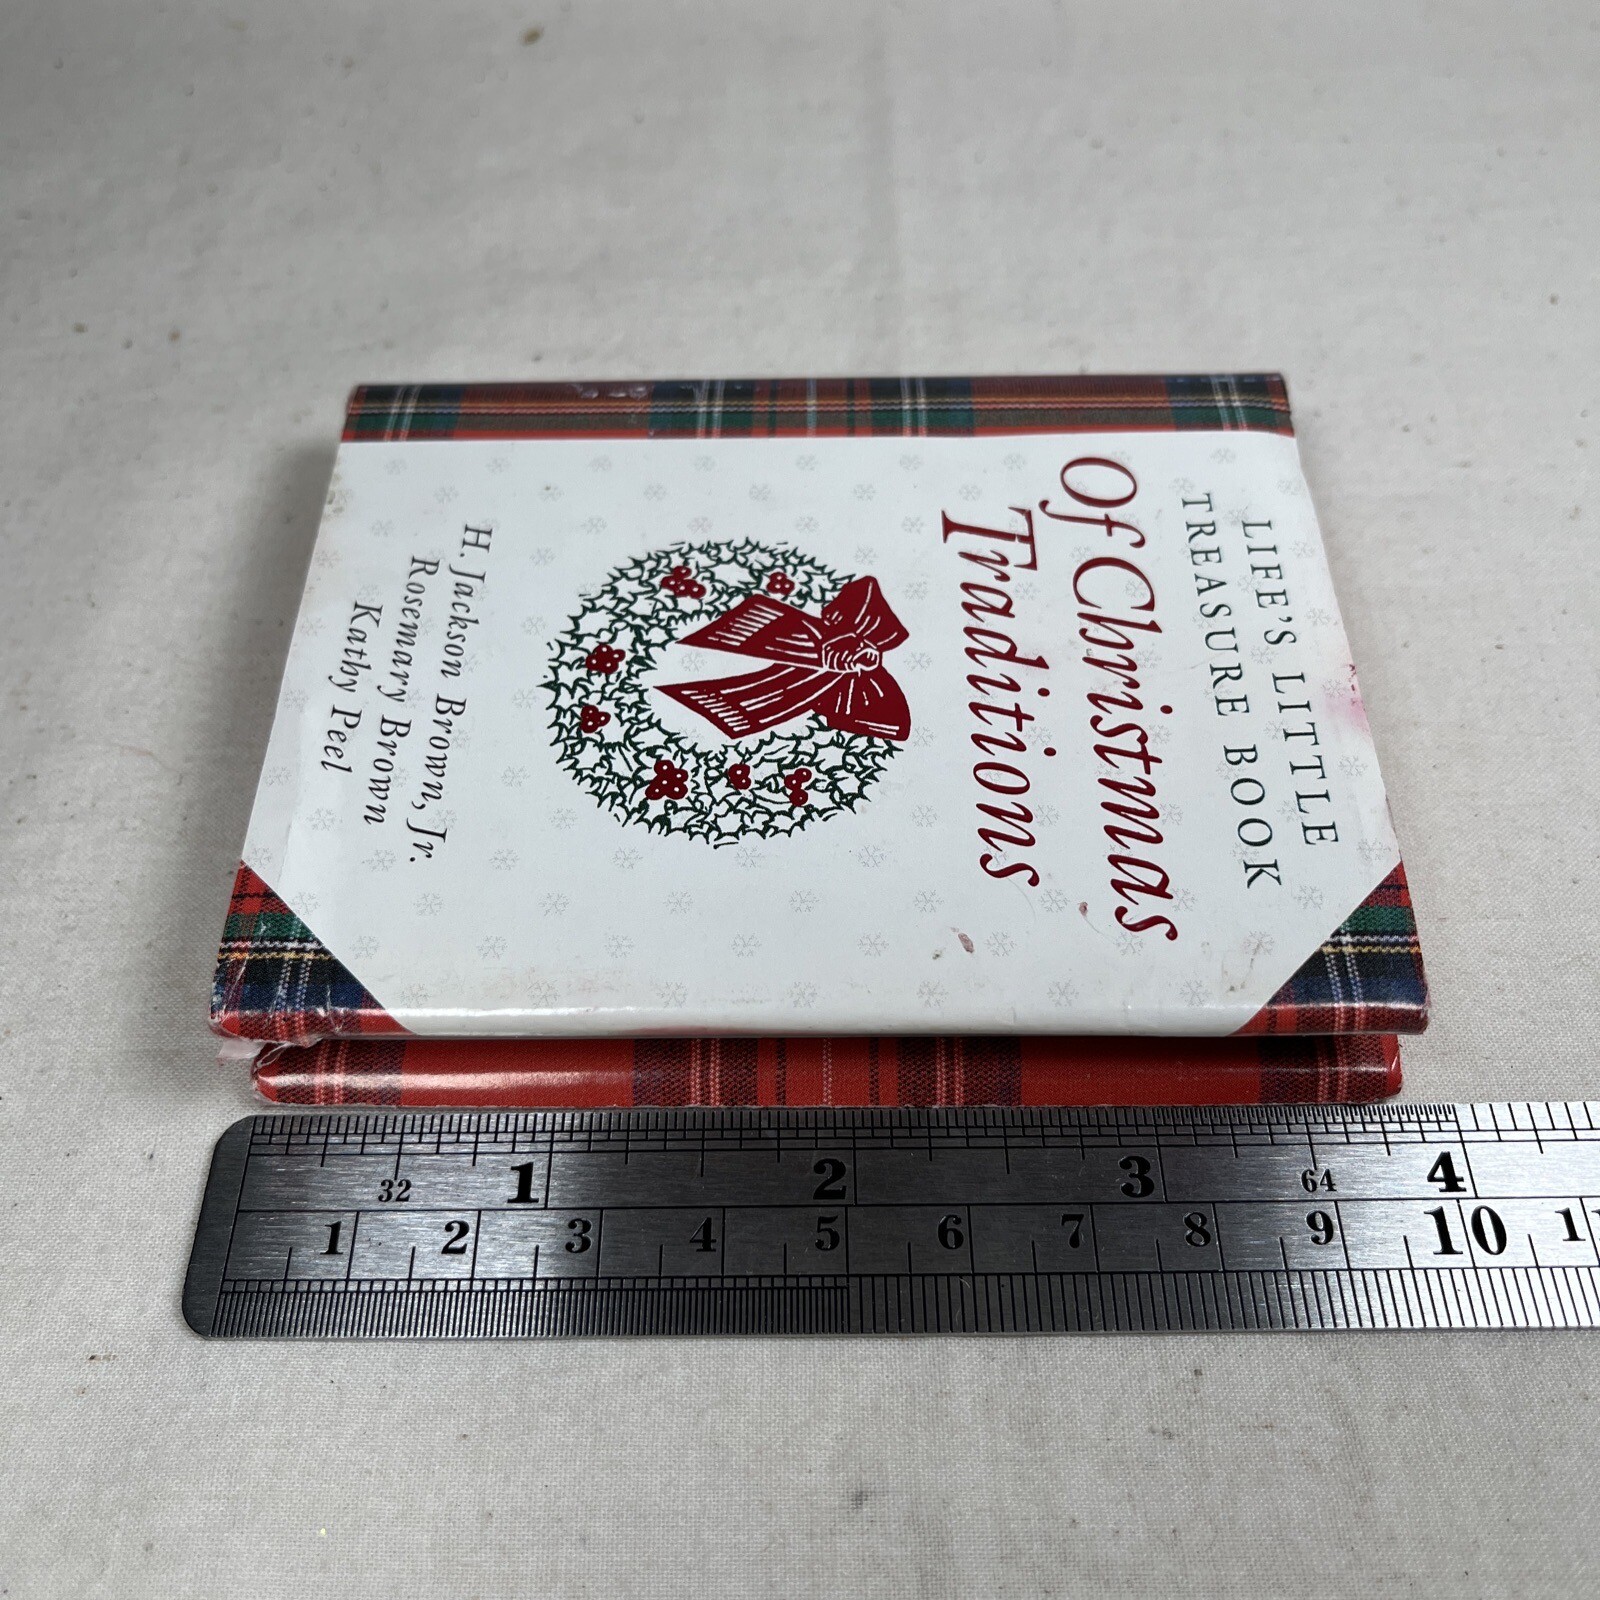 LIFE'S LITTLE
TREASURE BOOK
Of Christmas
Traditions
H. Jackson Brown, Jr.
Rosemary Brown
Kathy Peel
32 1 2 3 64 4
1 2 3 4 5 6 7 8 9 10 11